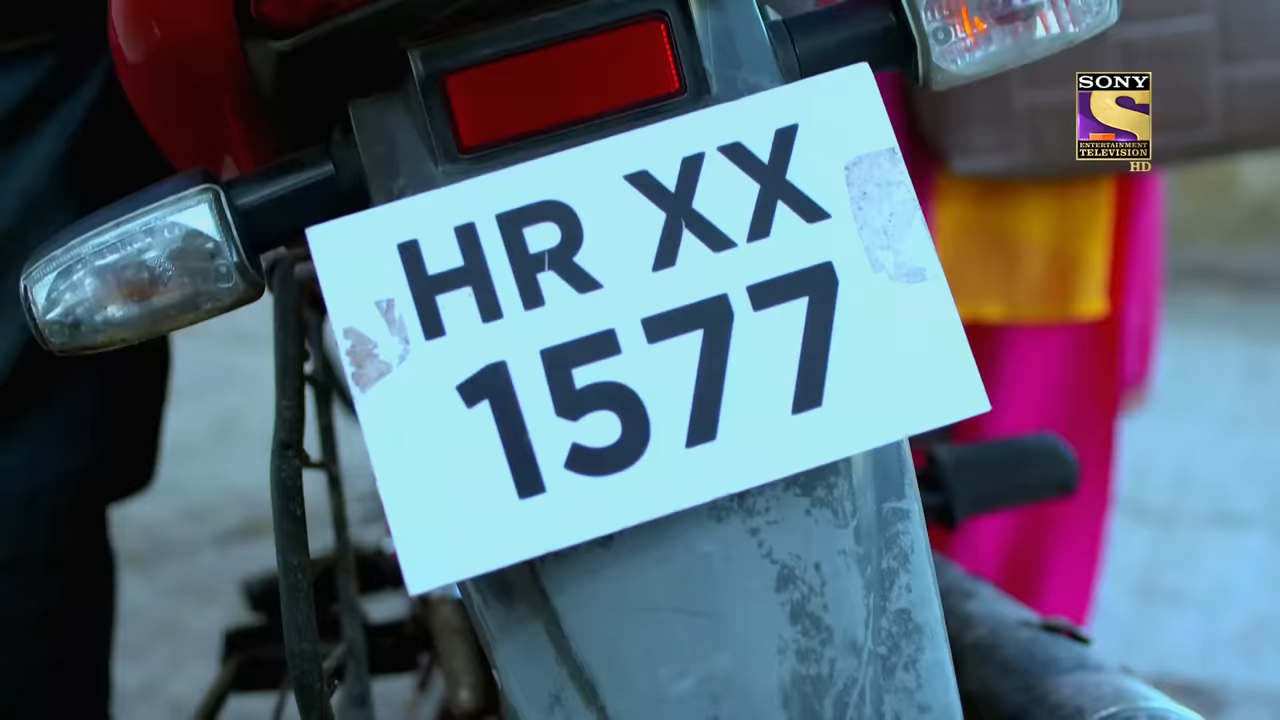 HR XX
1577
SONY
S
ENTERTAINMENT
TELEVISION
HD